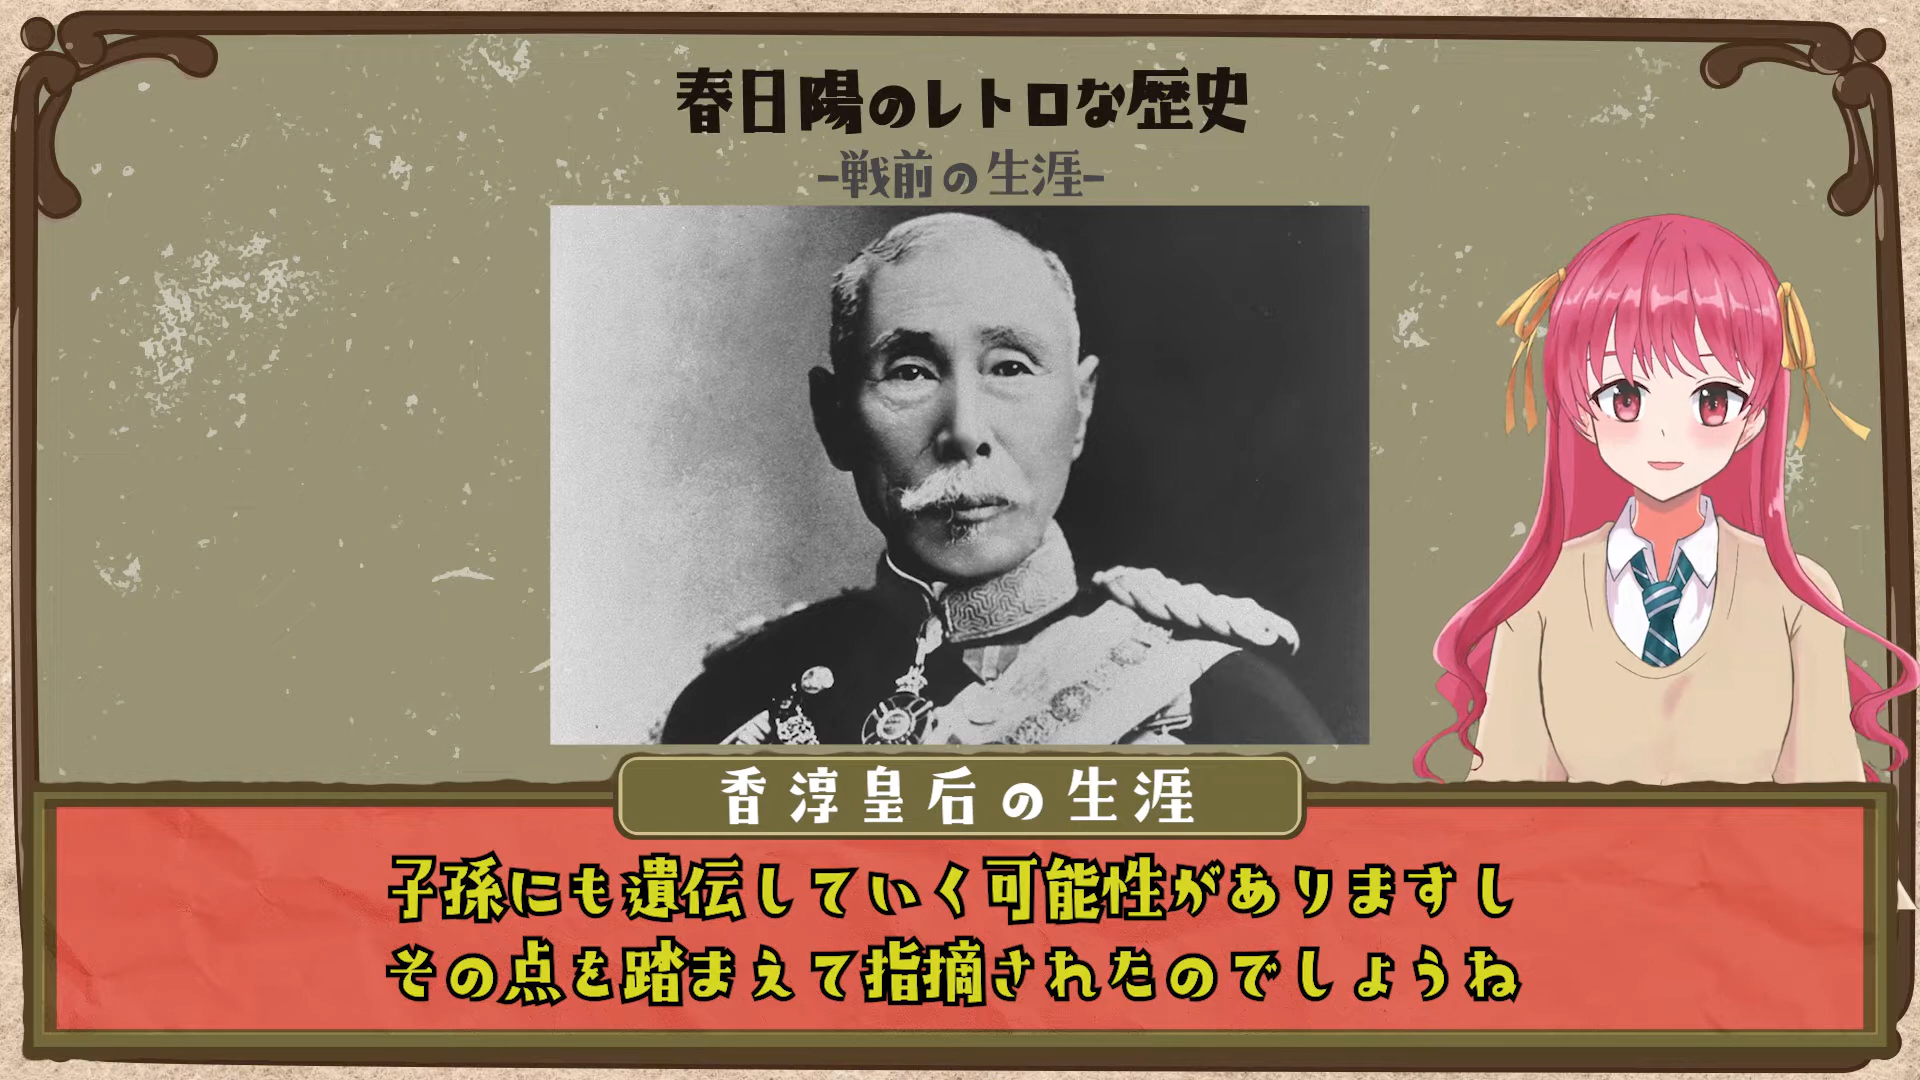 春日陽のレトロな歴史
-戦前の生涯-
香淳皇后の生涯
子孫にも遺伝していく可能性がありますし
その点を踏まえて指摘されたのでしょうね